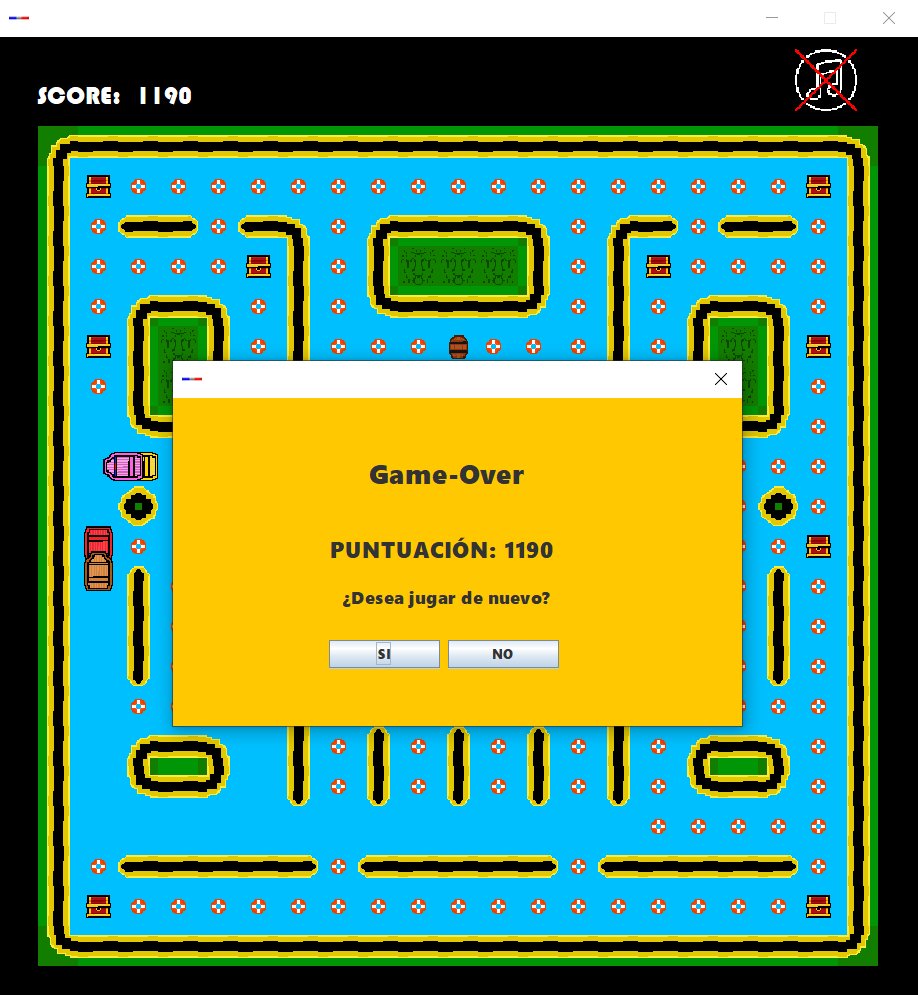 SCORE: 1190
Game-Over
PUNTUACIÓN: 1190
¿Desea jugar de nuevo?
SI
NO